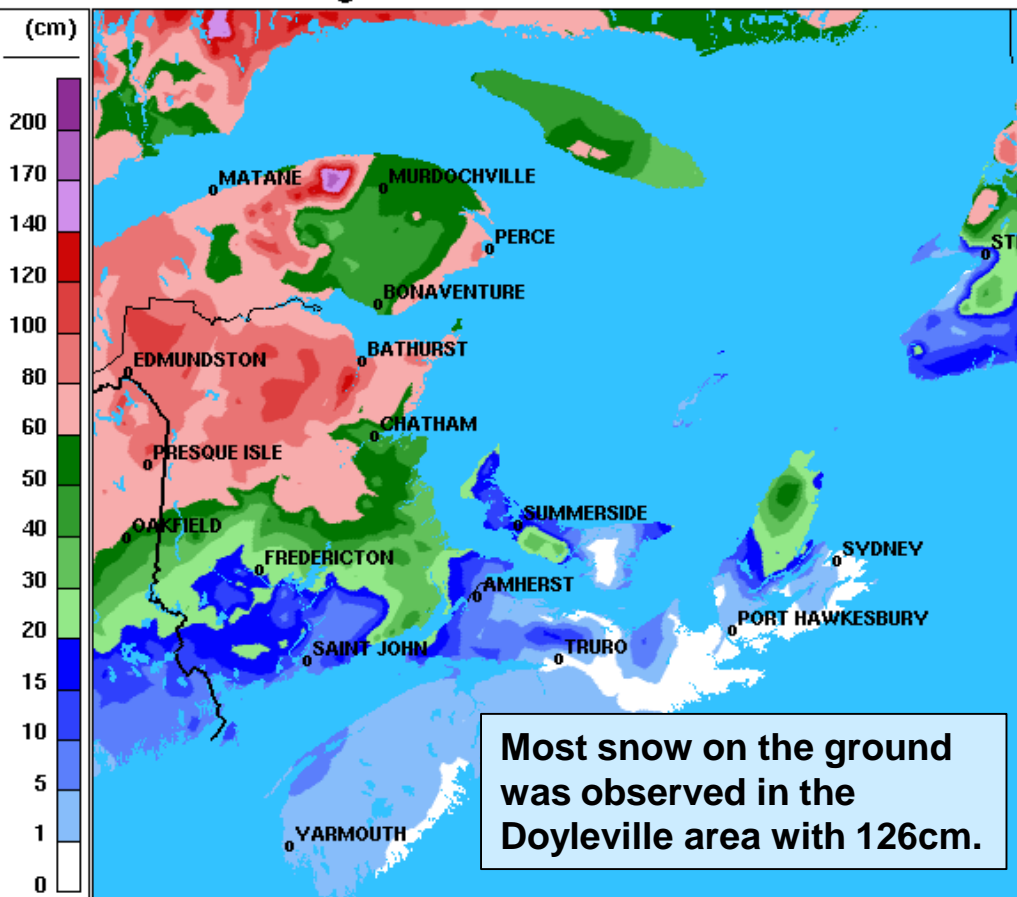 (cm)
200
170
140
120
100
80
60
50
40
30
20
15
10
5
1
0
MATANE
MURDOCHVILLE
PERCE
ST
BONAVENTURE
BATHURST
EDMUNDSTON
CHATHAM
PRESQUE ISLE
SUMMERSIDE
OAKFIELD
FREDERICTON
SYDNEY
AMHERST
PORT HAWKESBURY
SAINT JOHN
TRURO
YARMOUTH
Most snow on the ground
was observed in the
Doyleville area with 126cm.